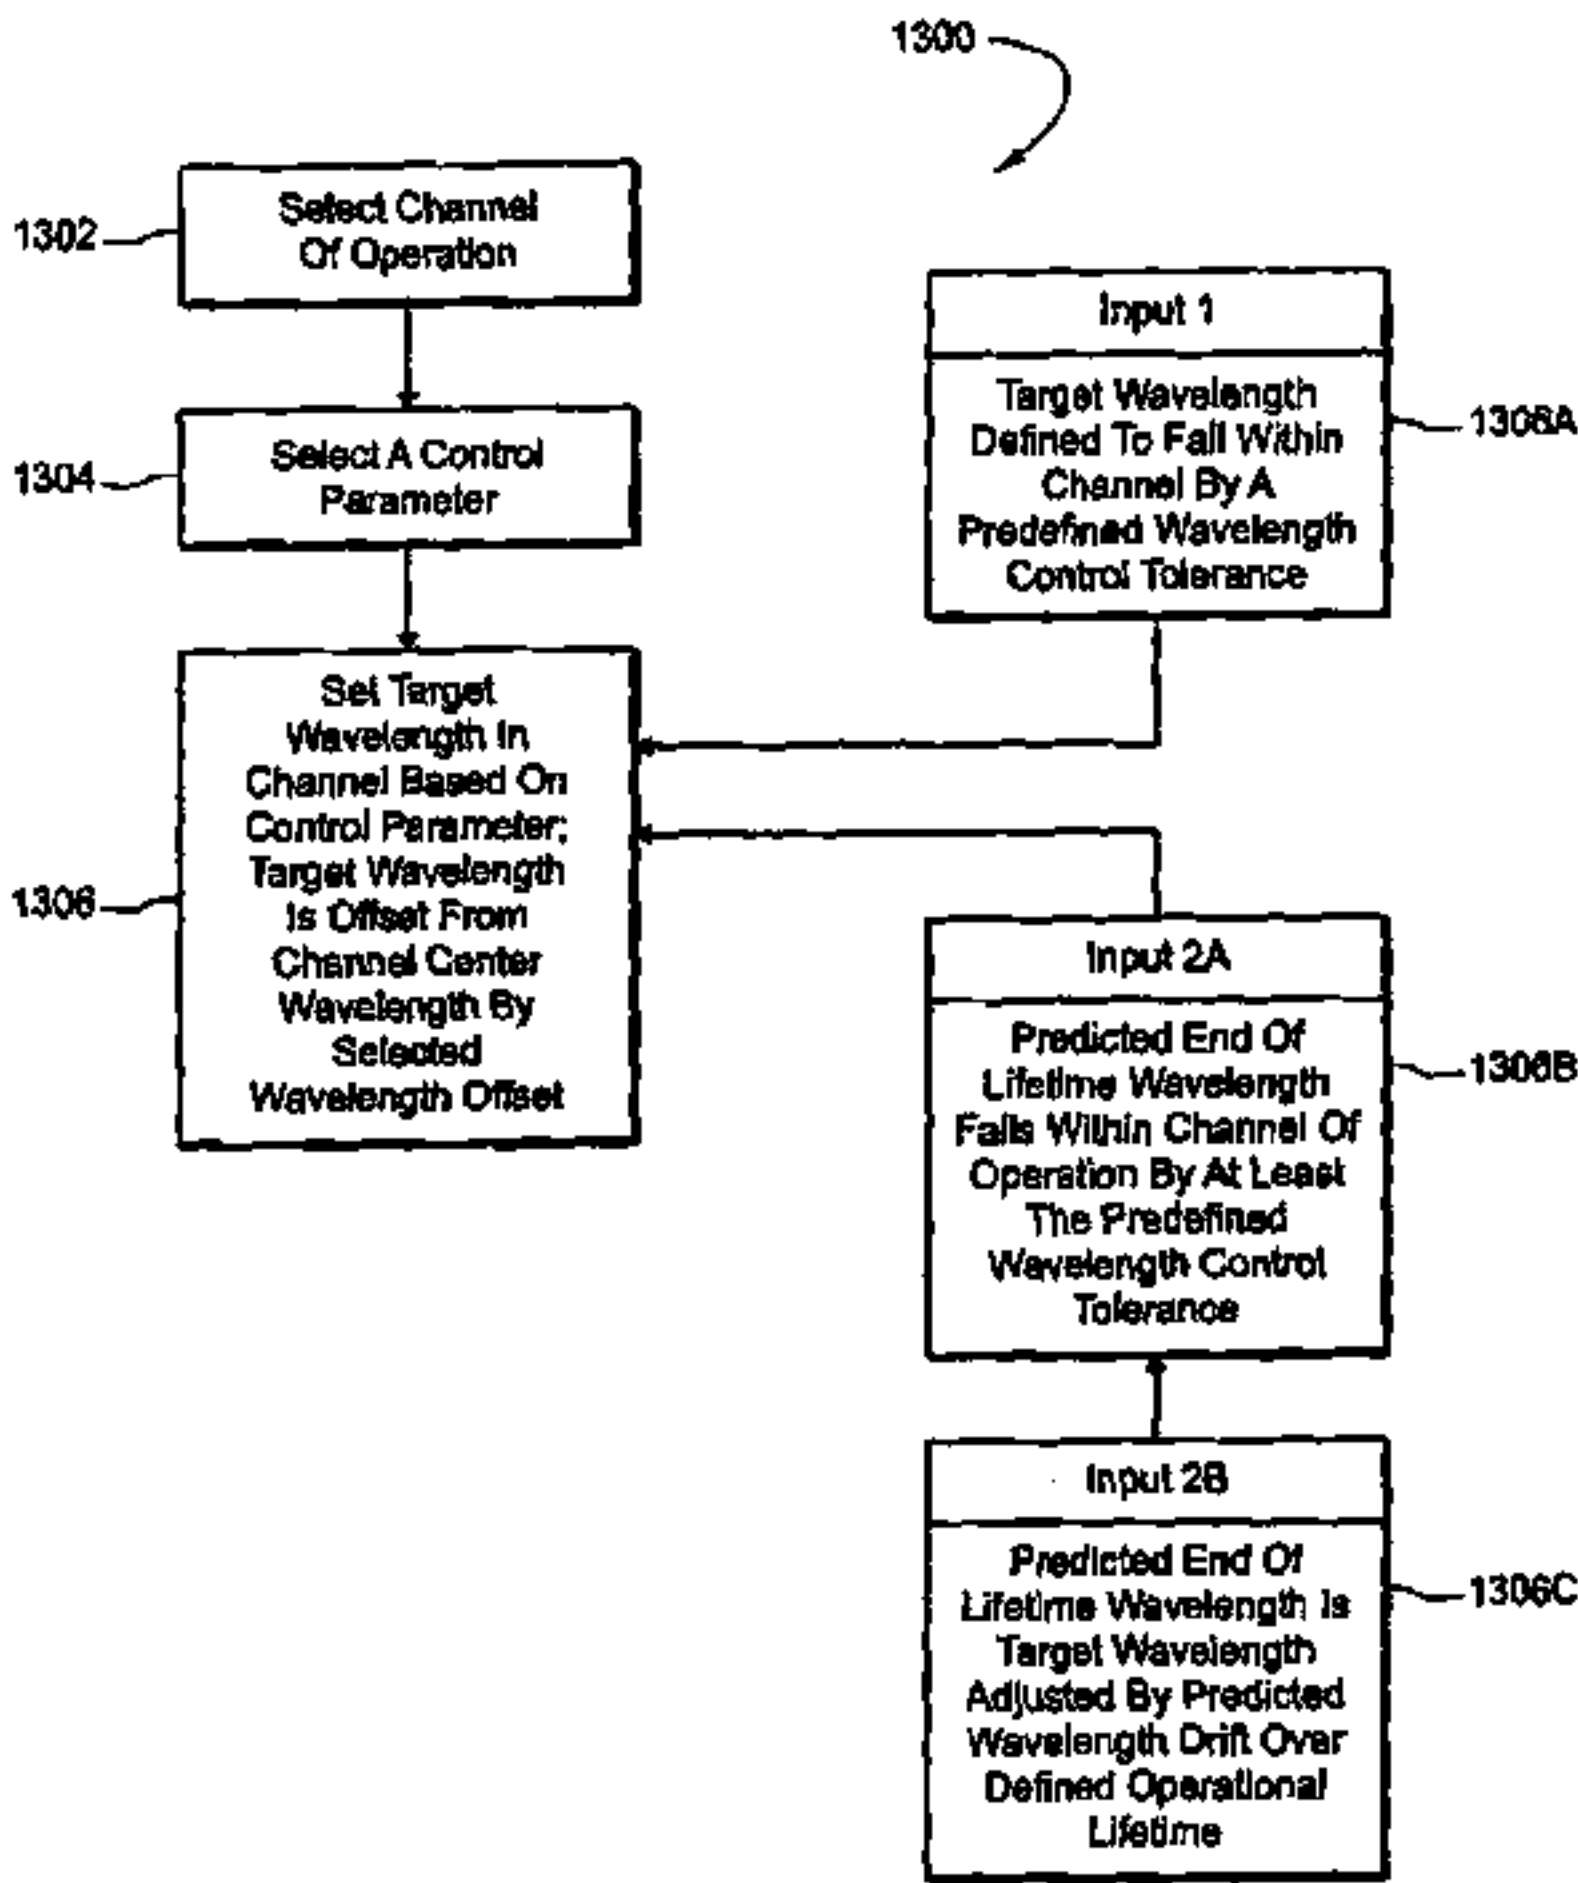 1300
1302
Select Channel
Of Operation
1304
Select A Control
Parameter
1306
Set Target
Wavelength In
Channel Based On
Control Parameter;
Target Wavelength
Is Offset From
Channel Center
Wavelength By
Selected
Wavelength Offset
Input 1
Target Wavelength
Defined To Fall Within
Channel By A
Predefined Wavelength
Control Tolerance
1306A
Input 2A
Predicted End Of
Lifetime Wavelength
Falls Within Channel Of
Operation By At Least
The Predefined
Wavelength Control
Tolerance
1306B
Input 2B
Predicted End Of
Lifetime Wavelength Is
Target Wavelength
Adjusted By Predicted
Wavelength Drift Over
Defined Operational
Lifetime
1306C